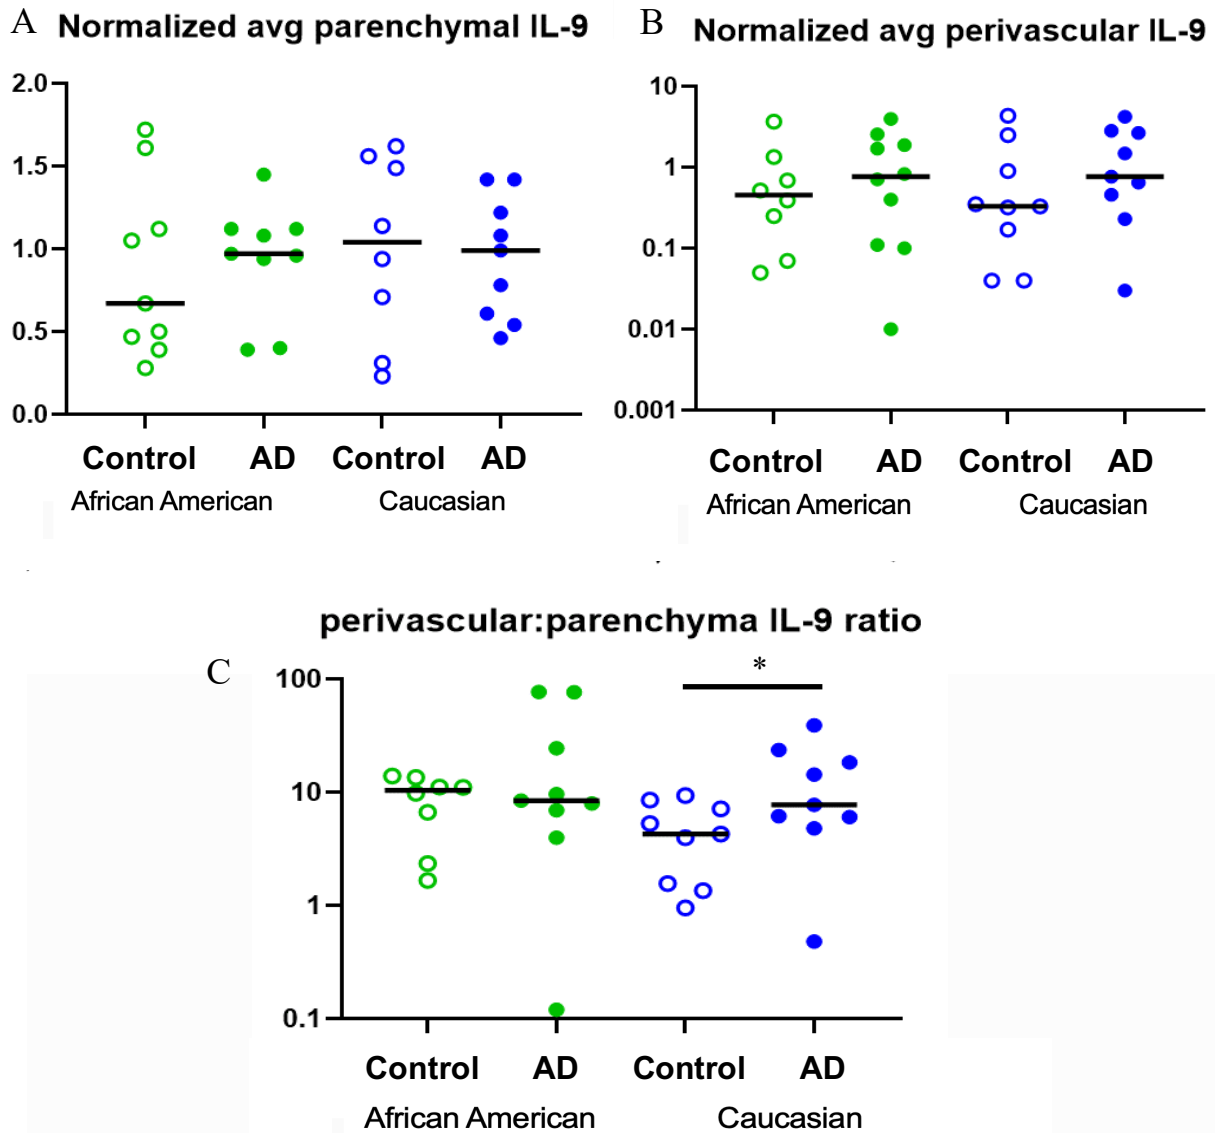 A Normalized avg parenchymal IL-9
2.0
1.5
1.0
0.5
0.0
Control AD Control AD
African American Caucasian
B Normalized avg perivascular IL-9
10
1
0.1
0.01
0.001
Control AD Control AD
African American Caucasian
perivascular:parenchyma IL-9 ratio
C
*
100
10
1
0.1
Control AD Control AD
African American Caucasian